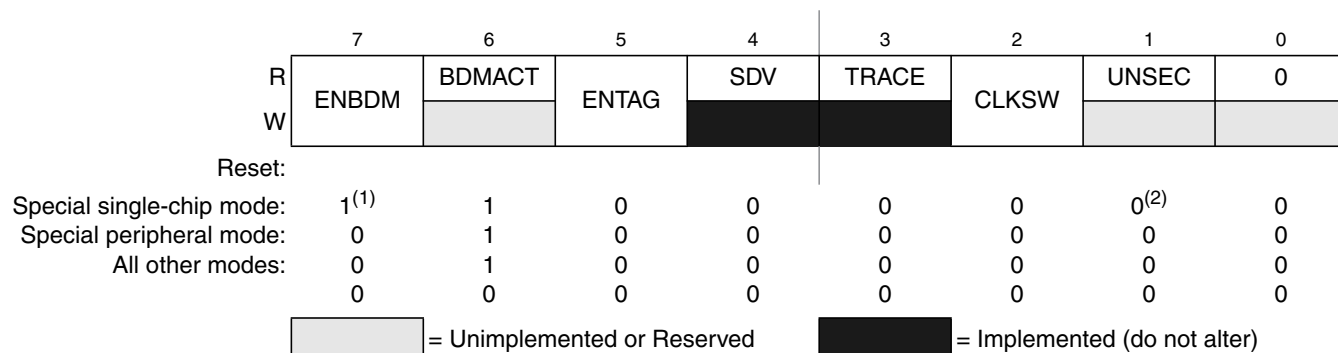 7 6 5 4 3 2 1 0
R ENBDM BDMACT ENTAG SDV TRACE CLKSW UNSEC 0
W
Reset:
Special single-chip mode: 1(1) 1 0 0 0 0 0(2) 0
Special peripheral mode: 0 1 0 0 0 0 0 0
All other modes: 0 1 0 0 0 0 0 0
0 0 0 0 0 0 0 0
= Unimplemented or Reserved = Implemented (do not alter)